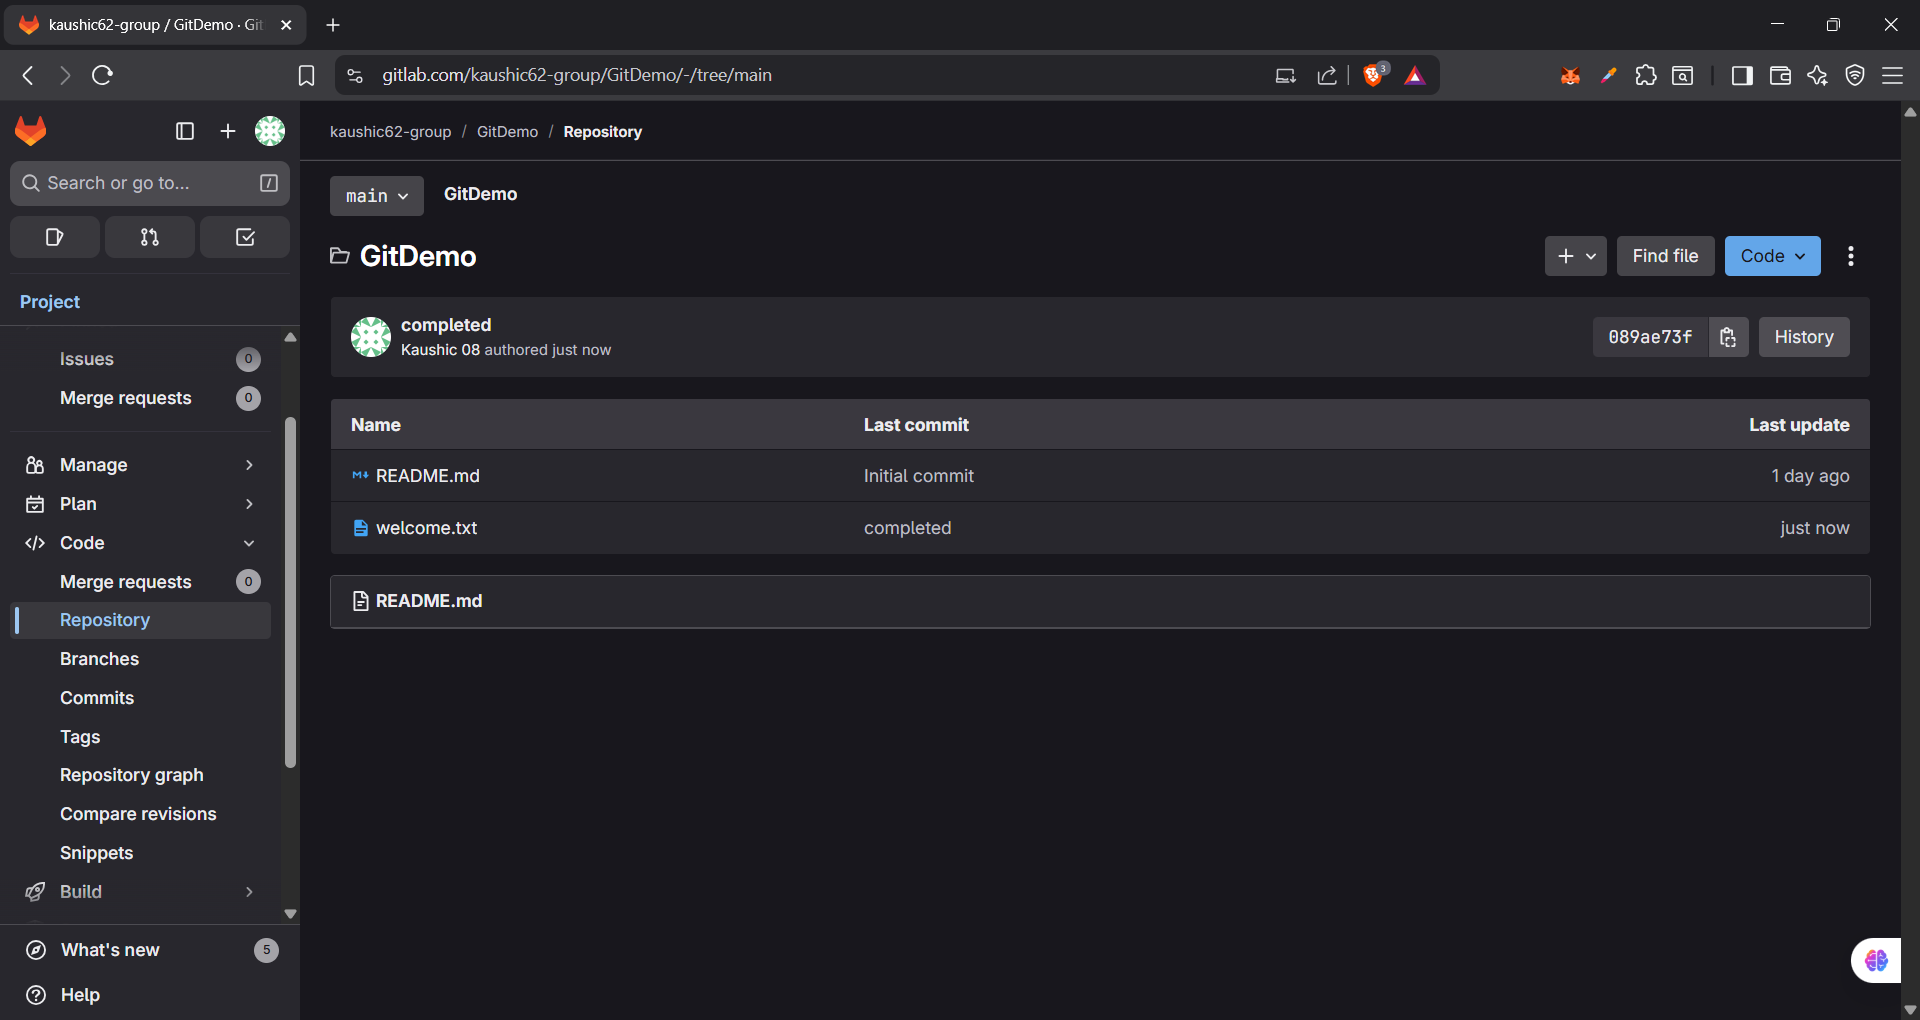 kaushic62-group / GitDemo · Git
gitlab.com/kaushic62-group/GitDemo/-/tree/main
3
kaushic62-group / GitDemo / Repository
Search or go to... /
main
GitDemo
GitDemo
Find file
Code
Project
completed
Kaushic 08 authored just now
089ae73f
History
Issues 0
Merge requests 0
Name Last commit Last update
Manage
README.md Initial commit 1 day ago
Plan
welcome.txt completed just now
Code
Merge requests 0
README.md
Repository
Branches
Commits
Tags
Repository graph
Compare revisions
Snippets
Build
What's new 5
Help